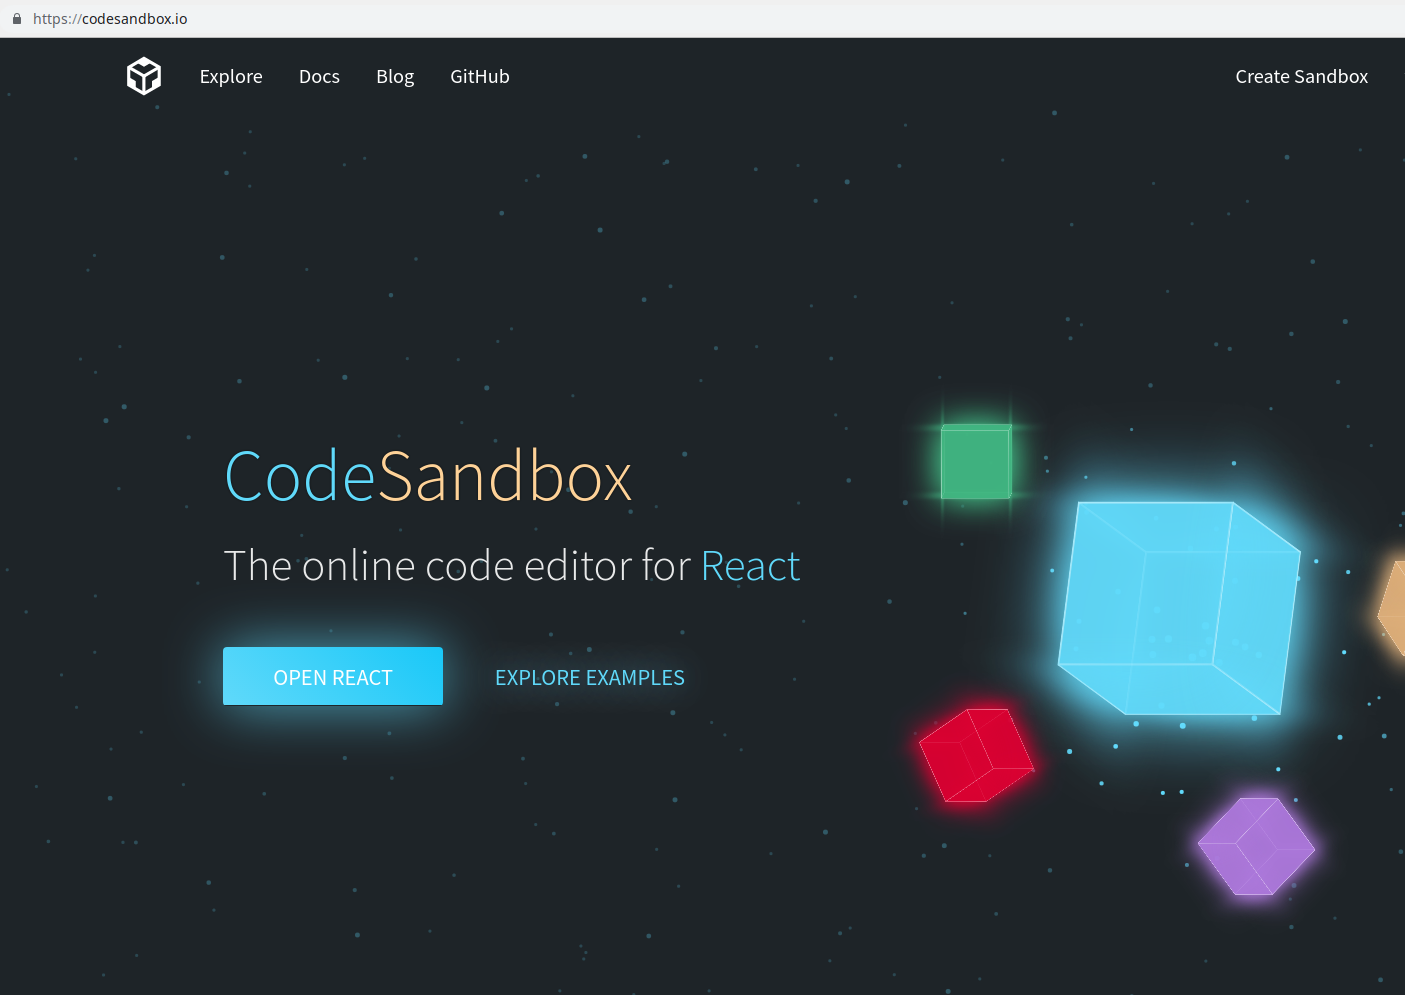 https://codesandbox.io
Explore Docs Blog GitHub Create Sandbox
CodeSandbox
The online code editor for React
OPEN REACT EXPLORE EXAMPLES